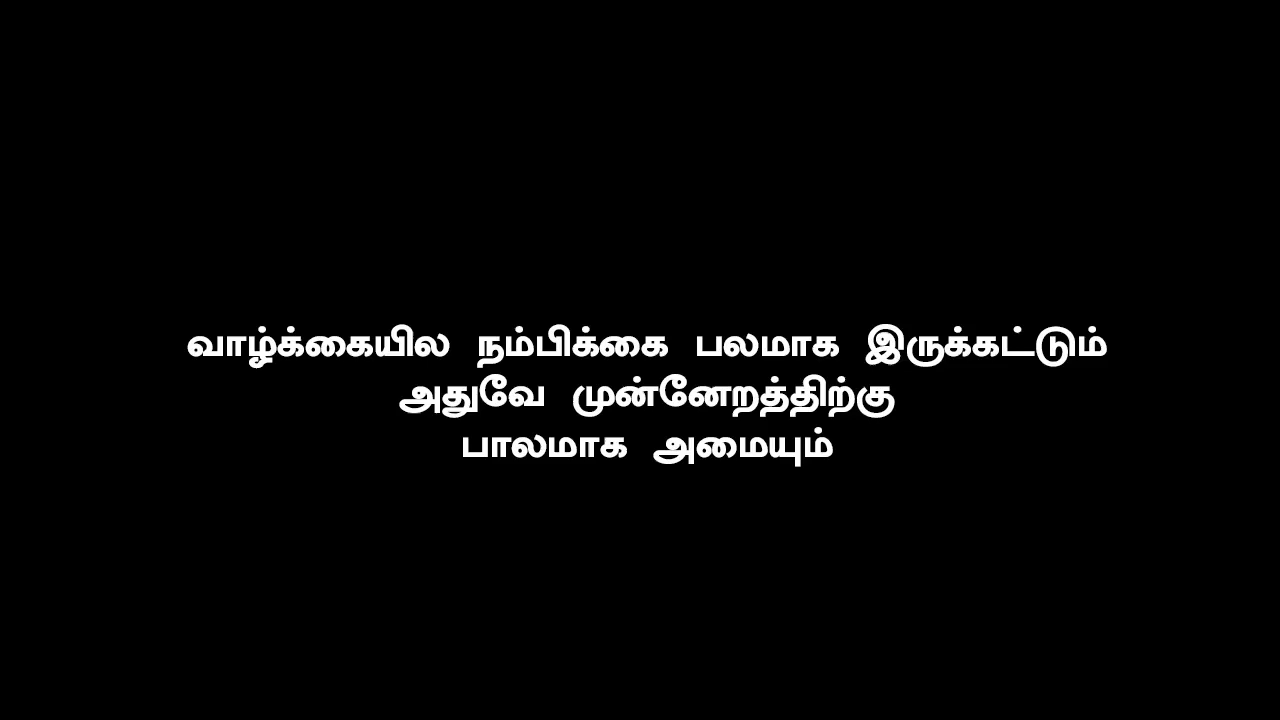 வாழ்க்கையில நம்பிக்கை பலமாக இருக்கட்டும்
அதுவே முன்னேறத்திற்கு
பாலமாக அமையும்